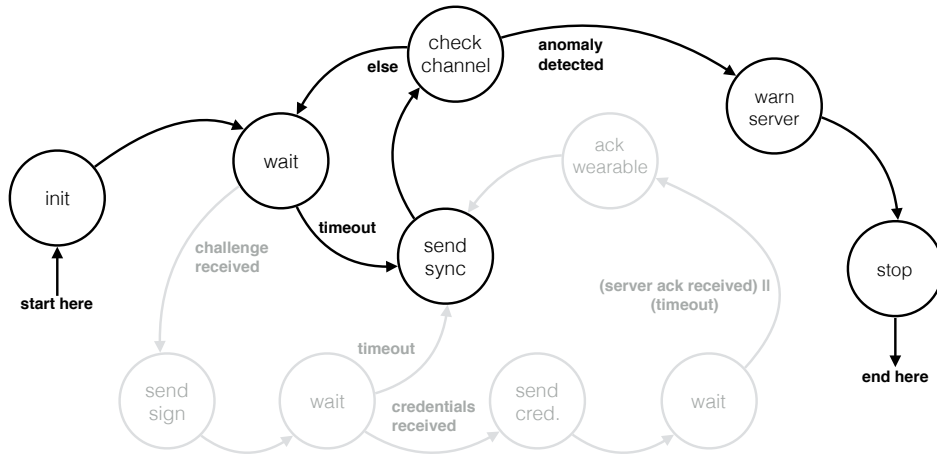 check
channel
anomaly
detected
else
warn
server
ack
wearable
wait
init
timeout
send
sync
challenge
received
stop
(server ack received) ||
(timeout)
start here
timeout
end here
send
sign
wait
credentials
received
send
cred.
wait